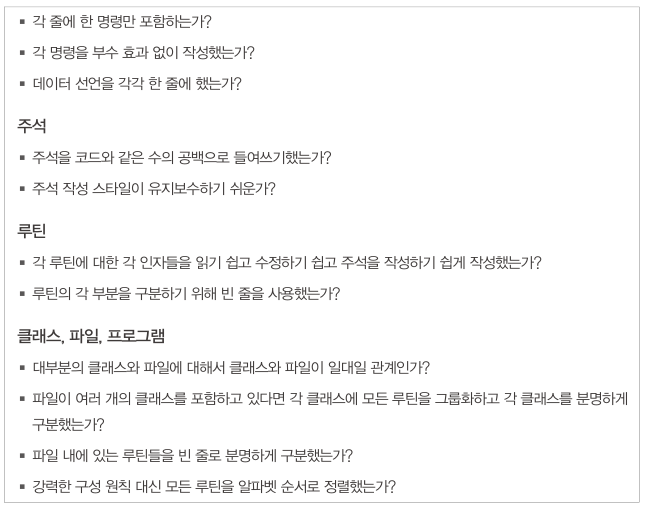 ▪ 각 줄에 한 명령만 포함하는가?
▪ 각 명령을 부수 효과 없이 작성했는가?
▪ 데이터 선언을 각각 한 줄에 했는가?
주석
▪ 주석을 코드와 같은 수의 공백으로 들여쓰기했는가?
▪ 주석 작성 스타일이 유지보수하기 쉬운가?
루틴
▪ 각 루틴에 대한 각 인자들을 읽기 쉽고 수정하기 쉽고 주석을 작성하기 쉽게 작성했는가?
▪ 루틴의 각 부분을 구분하기 위해 빈 줄을 사용했는가?
클래스, 파일, 프로그램
▪ 대부분의 클래스와 파일에 대해서 클래스와 파일이 일대일 관계인가?
▪ 파일이 여러 개의 클래스를 포함하고 있다면 각 클래스에 모든 루틴을 그룹화하고 각 클래스를 분명하게
구분했는가?
▪ 파일 내에 있는 루틴들을 빈 줄로 분명하게 구분했는가?
▪ 강력한 구성 원칙 대신 모든 루틴을 알파벳 순서로 정렬했는가?